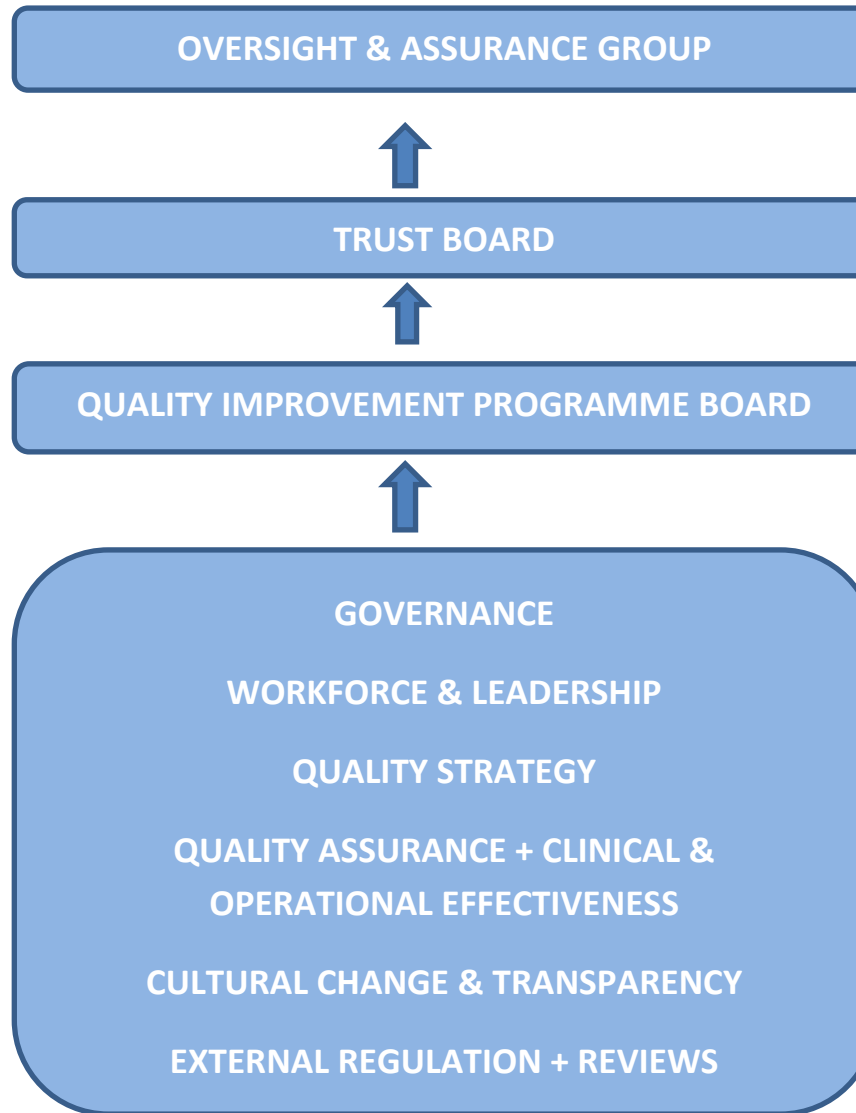 OVERSIGHT & ASSURANCE GROUP
TRUST BOARD
QUALITY IMPROVEMENT PROGRAMME BOARD
GOVERNANCE
WORKFORCE & LEADERSHIP
QUALITY STRATEGY
QUALITY ASSURANCE + CLINICAL &
OPERATIONAL EFFECTIVENESS
CULTURAL CHANGE & TRANSPARENCY
EXTERNAL REGULATION + REVIEWS